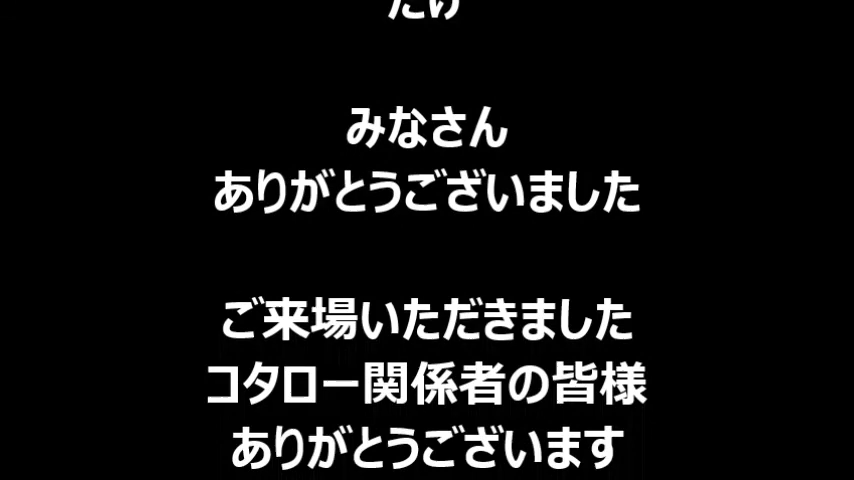 みなさん
ありがとうございました
ご来場いただきました
コタロー関係者の皆様
ありがとうございます